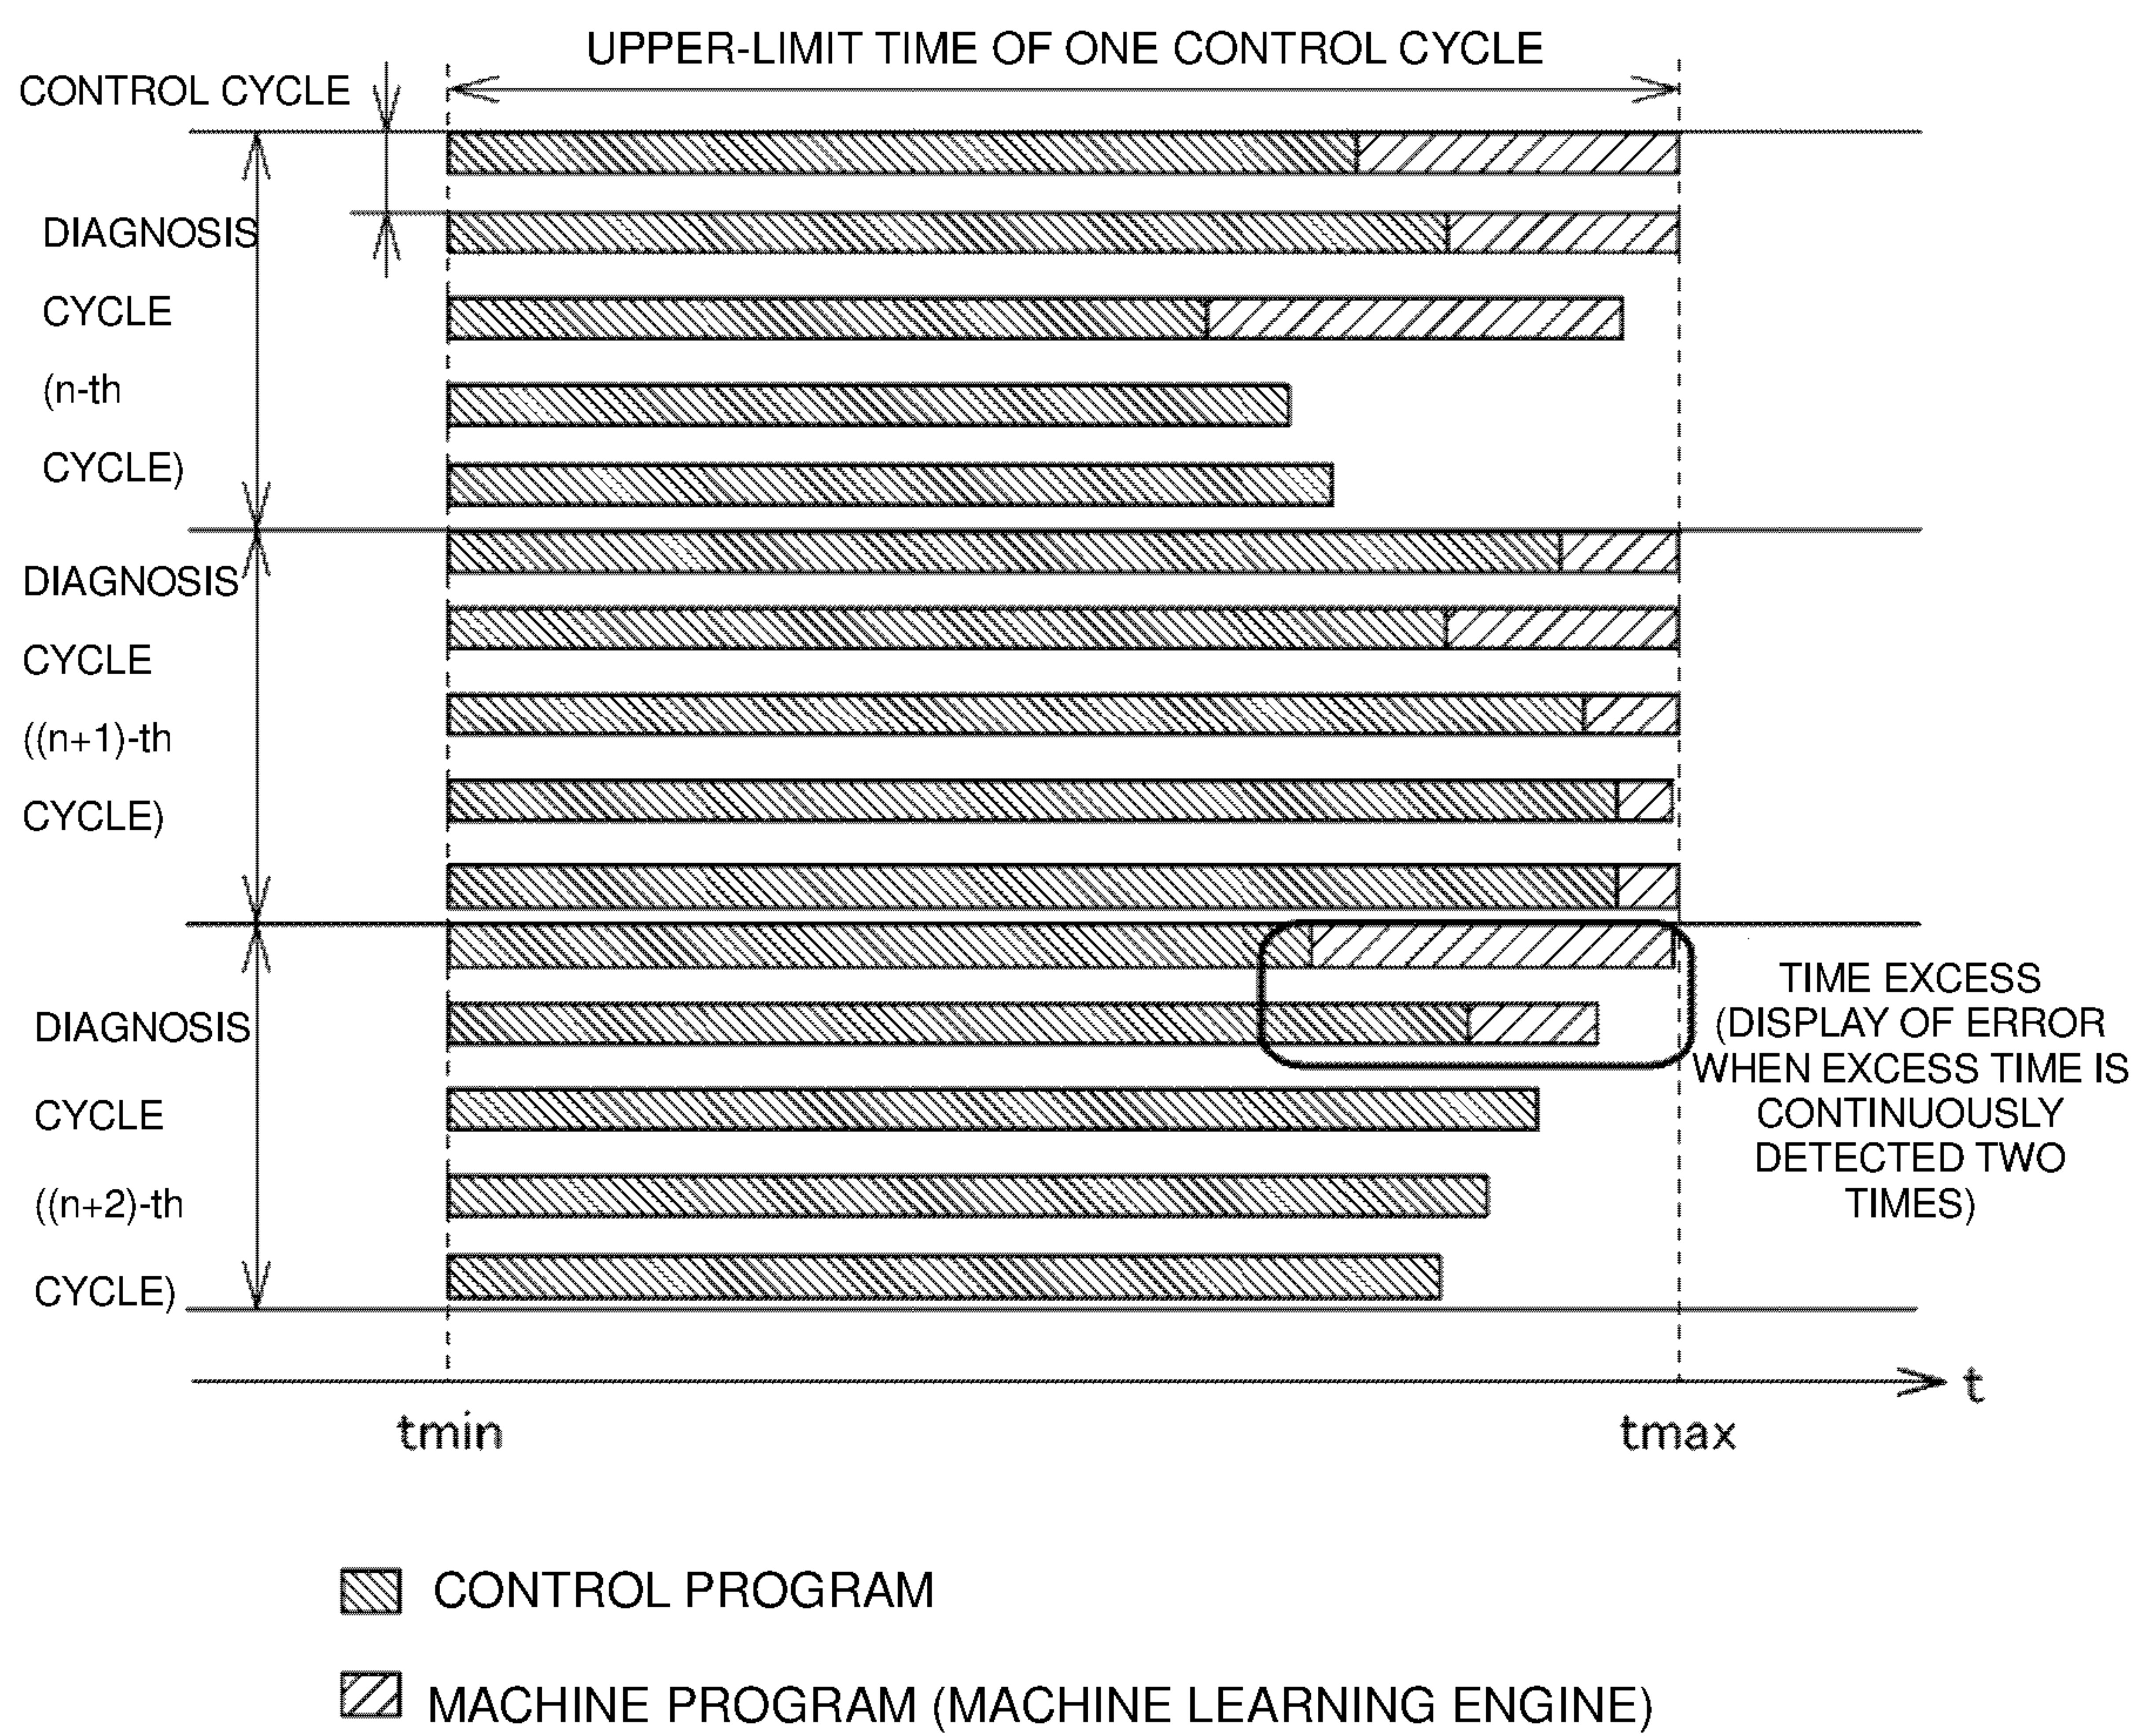 UPPER-LIMIT TIME OF ONE CONTROL CYCLE
CONTROL CYCLE
DIAGNOSIS
CYCLE
(n-th
CYCLE)
DIAGNOSIS
CYCLE
((n+1)-th
CYCLE)
DIAGNOSIS
CYCLE
((n+2)-th
CYCLE)
TIME EXCESS
(DISPLAY OF ERROR
WHEN EXCESS TIME IS
CONTINUOUSLY
DETECTED TWO
TIMES)
t
tmin
tmax
CONTROL PROGRAM
MACHINE PROGRAM (MACHINE LEARNING ENGINE)